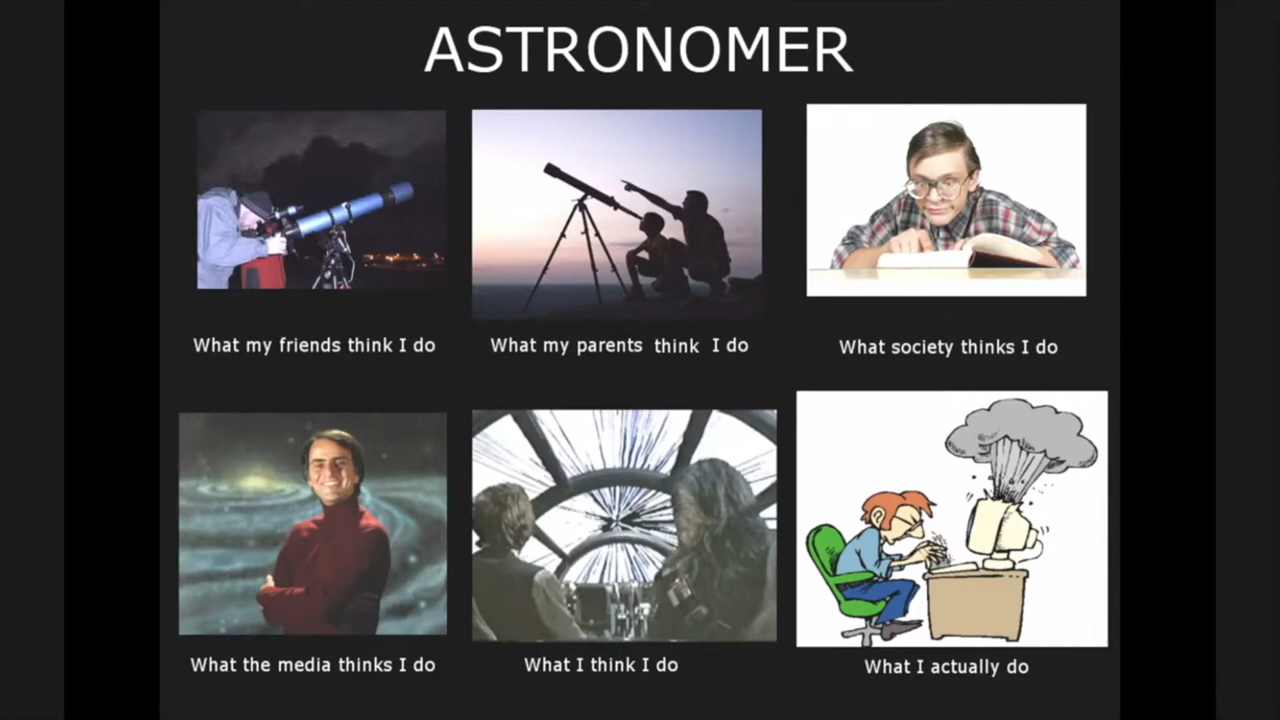 ASTRONOMER
What my friends think I do
What my parents think I do
What society thinks I do
What the media thinks I do
What I think I do
What I actually do